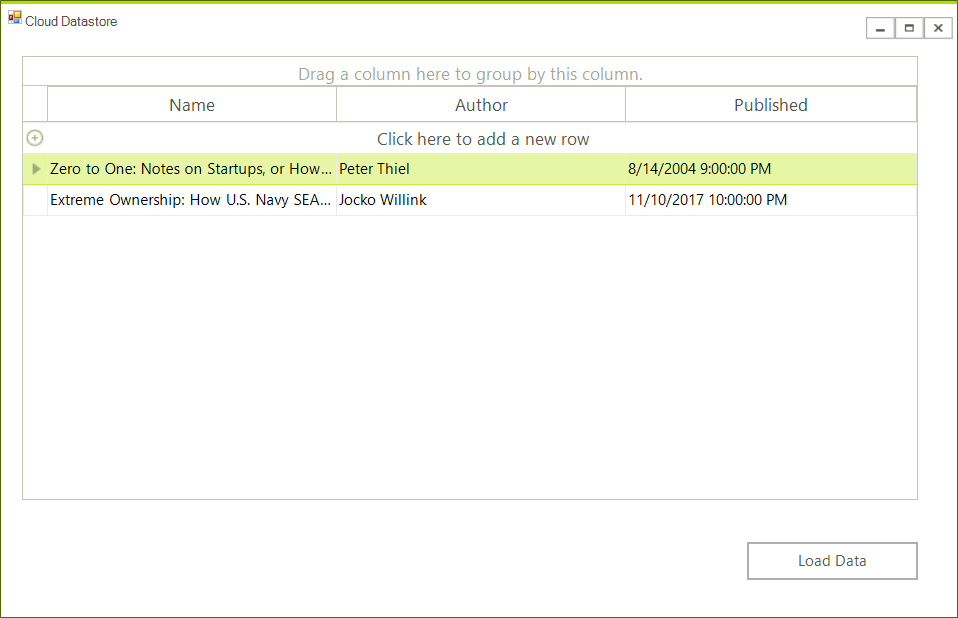 Cloud Datastore
Drag a column here to group by this column.
Name Author Published
Click here to add a new row
Zero to One: Notes on Startups, or How... Peter Thiel 8/14/2004 9:00:00 PM
Extreme Ownership: How U.S. Navy SEA... Jocko Willink 11/10/2017 10:00:00 PM
Load Data